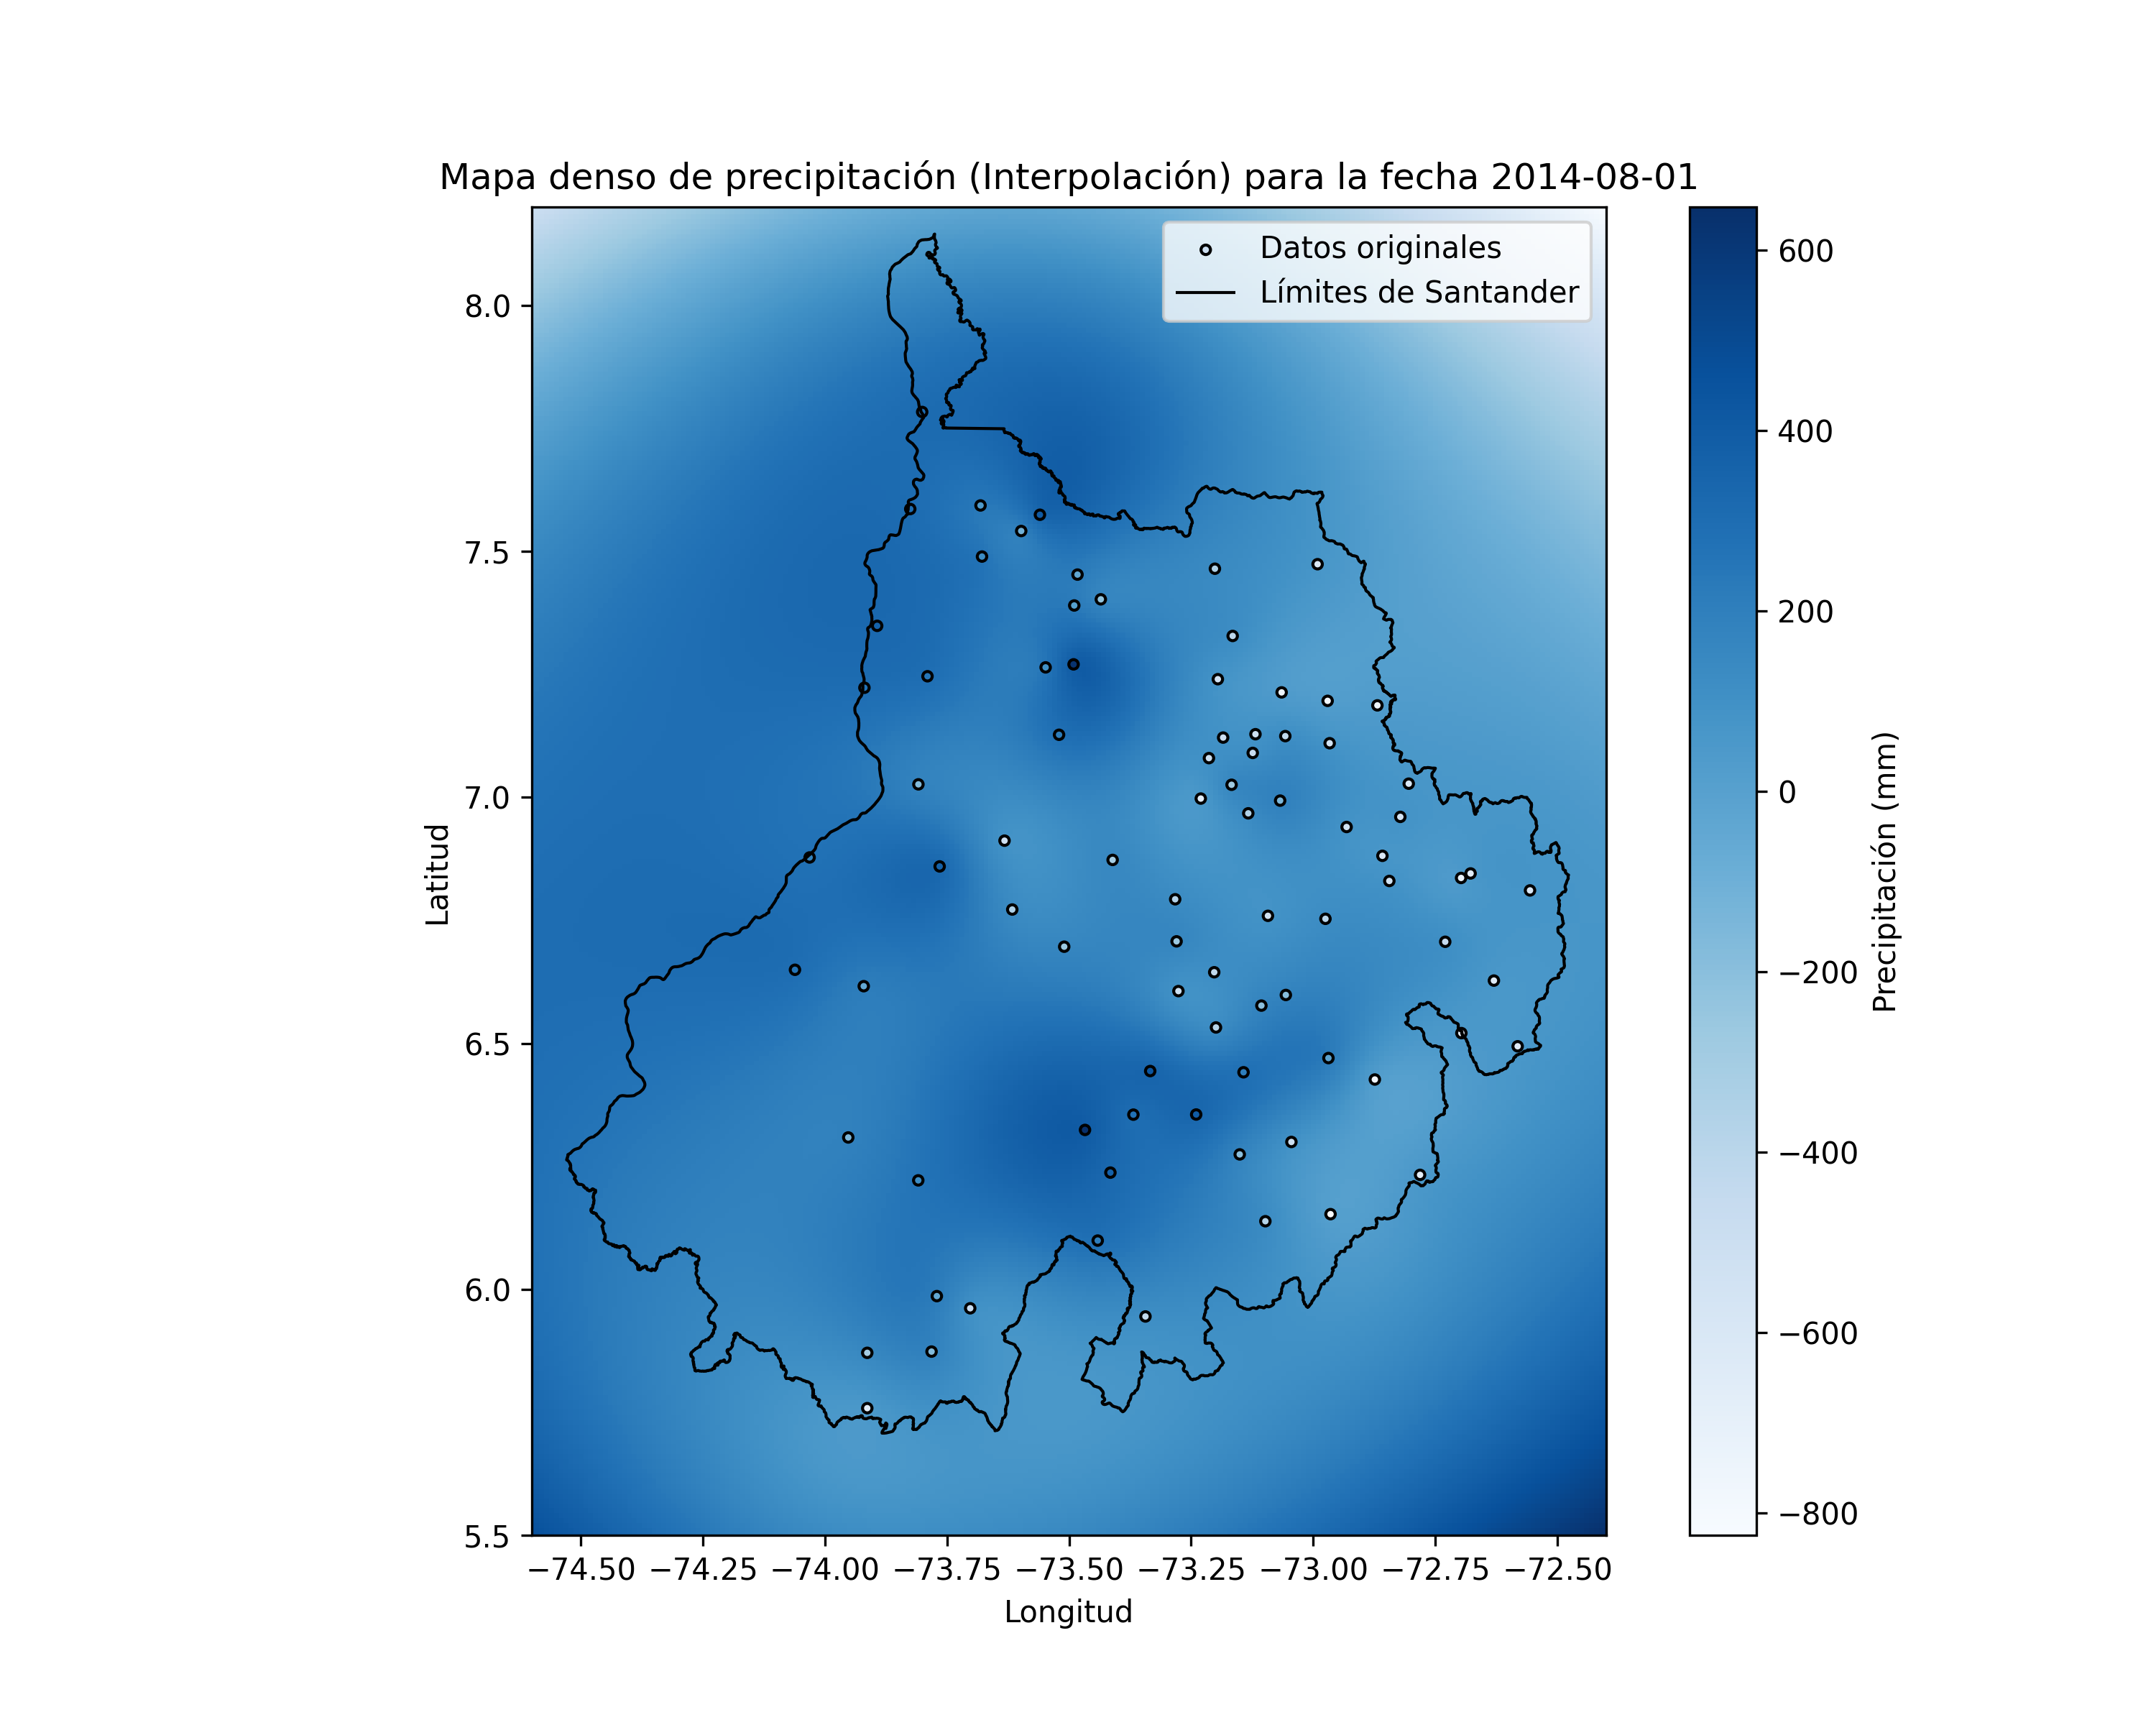 Mapa denso de precipitación (Interpolación) para la fecha 2014-08-01
Datos originales
Límites de Santander
8.0
7.5
7.0
6.5
6.0
5.5
Latitud
−74.50 −74.25 −74.00 −73.75 −73.50 −73.25 −73.00 −72.75 −72.50
Longitud
600
400
200
0
−200
−400
−600
−800
Precipitación (mm)